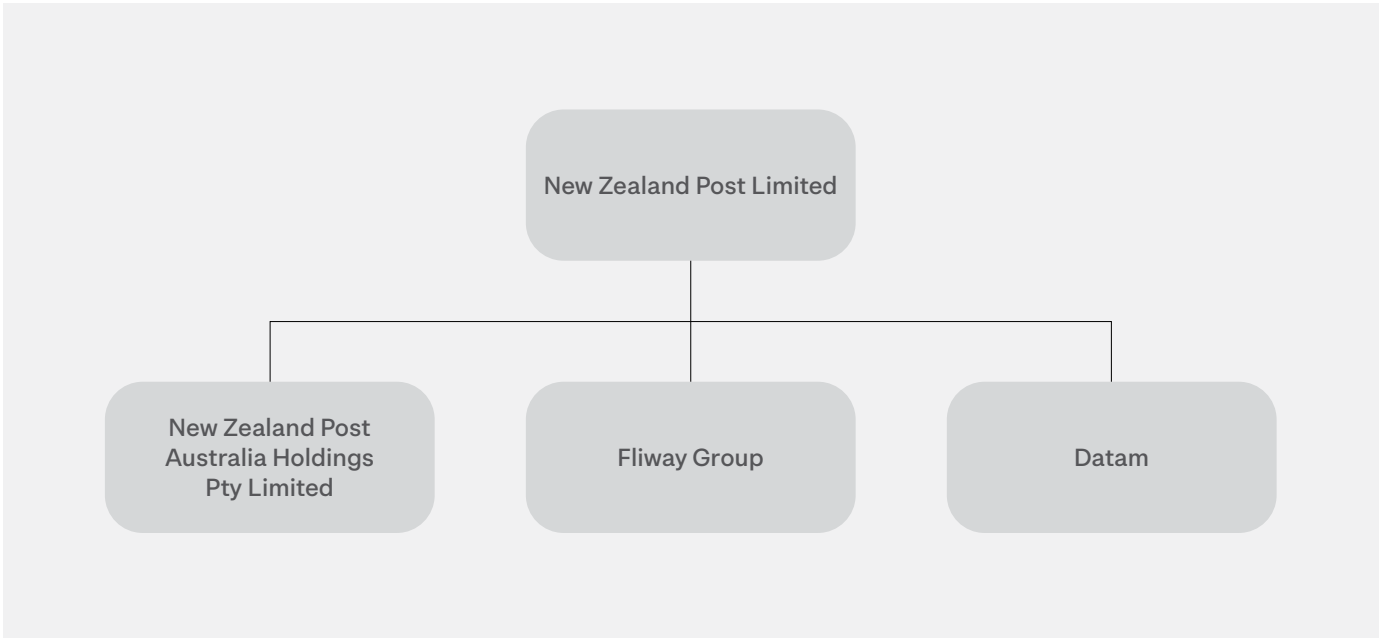 New Zealand Post Limited
New Zealand Post
Australia Holdings
Pty Limited
Fliway Group
Datam